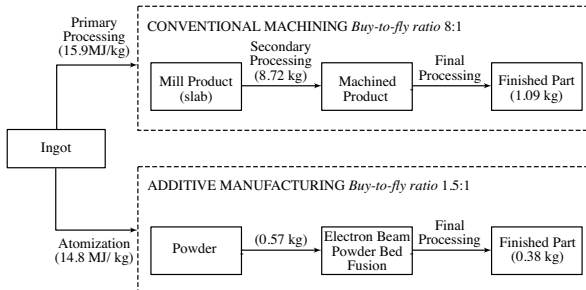 Primary
Processing
(15.9MJ/kg)
CONVENTIONAL MACHINING Buy-to-fly ratio 8:1
Mill Product
(slab)
Secondary
Processing
(8.72 kg)
Machined
Product
Final
Processing
Finished Part
(1.09 kg)
Ingot
Atomization
(14.8 MJ/ kg)
ADDITIVE MANUFACTURING Buy-to-fly ratio 1.5:1
Powder
(0.57 kg)
Electron Beam
Powder Bed
Fusion
Final
Processing
Finished Part
(0.38 kg)